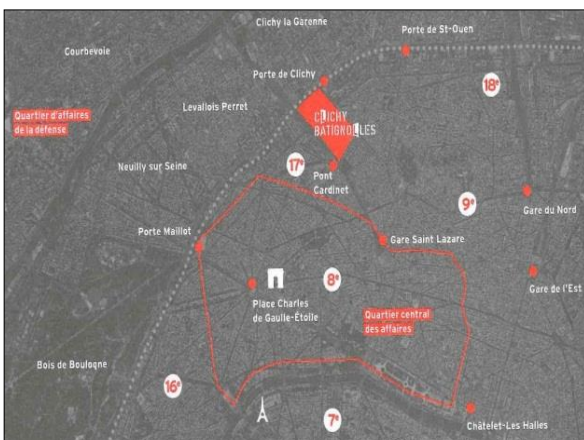 Clichy la Garenne
Porte de St-Ouen
Courbevoie
Porte de Clichy
18e
Levallois Perret
Quartier d'affaires
de la défense
CLICHY
BATIGNOLLES
Neuilly sur Seine
17e
Pont
Cardinet
9e
Gare du Nord
Porte Maillot
Gare Saint Lazare
8e
Gare de l'Est
Place Charles
de Gaulle-Étoile
Quartier central
des affaires
Bois de Boulogne
16e
7e
Châtelet-Les Halles